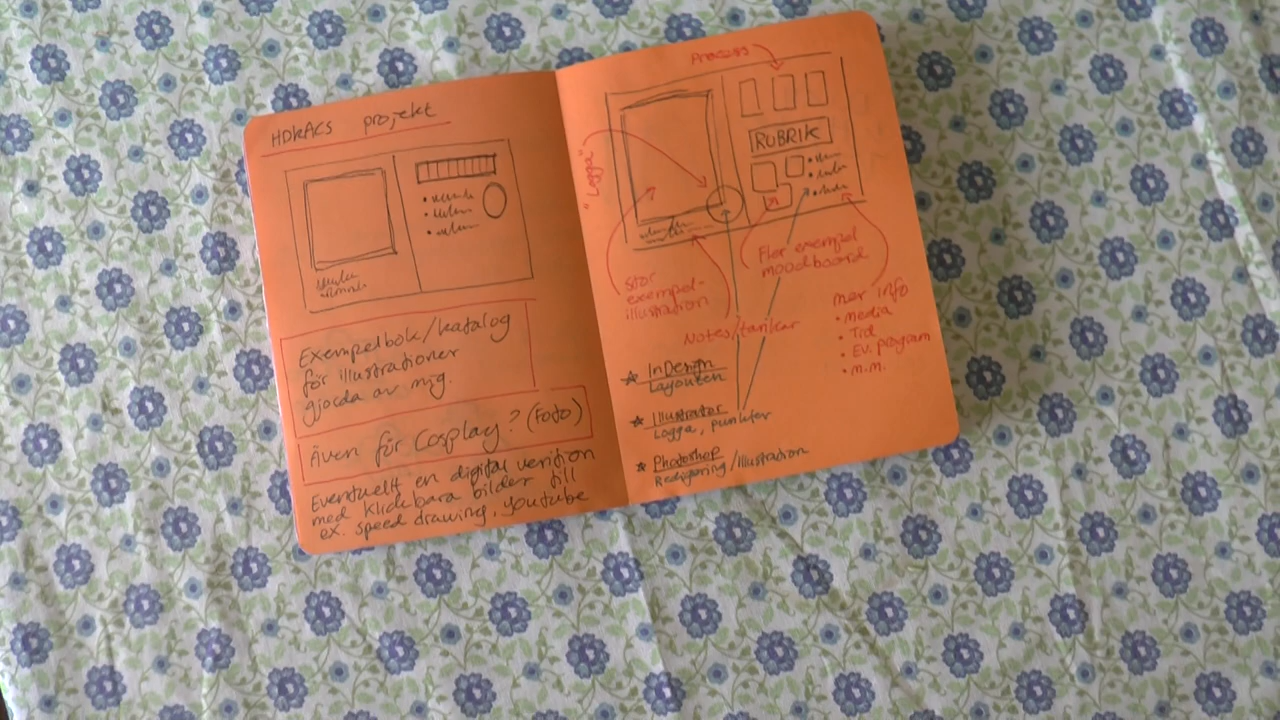 HDKACS projekt
Exempelbok/katalog
för illustrationer
gjorda av mig.
Även för Cosplay? (Foto)
Eventuellt en digital version
med klickbara bilder till
ex. speed drawing, youtube
Process
RUBRIK
"Logga"
Stor
exempel-
illustration
Fler exempel
moodboard
Notes/tankar
mer info
• media
• Tid
• Ev. program
• m.m.
InDesign
Layouten
Illustrator
Logga, punkter
Photoshop
Redigering/illustration